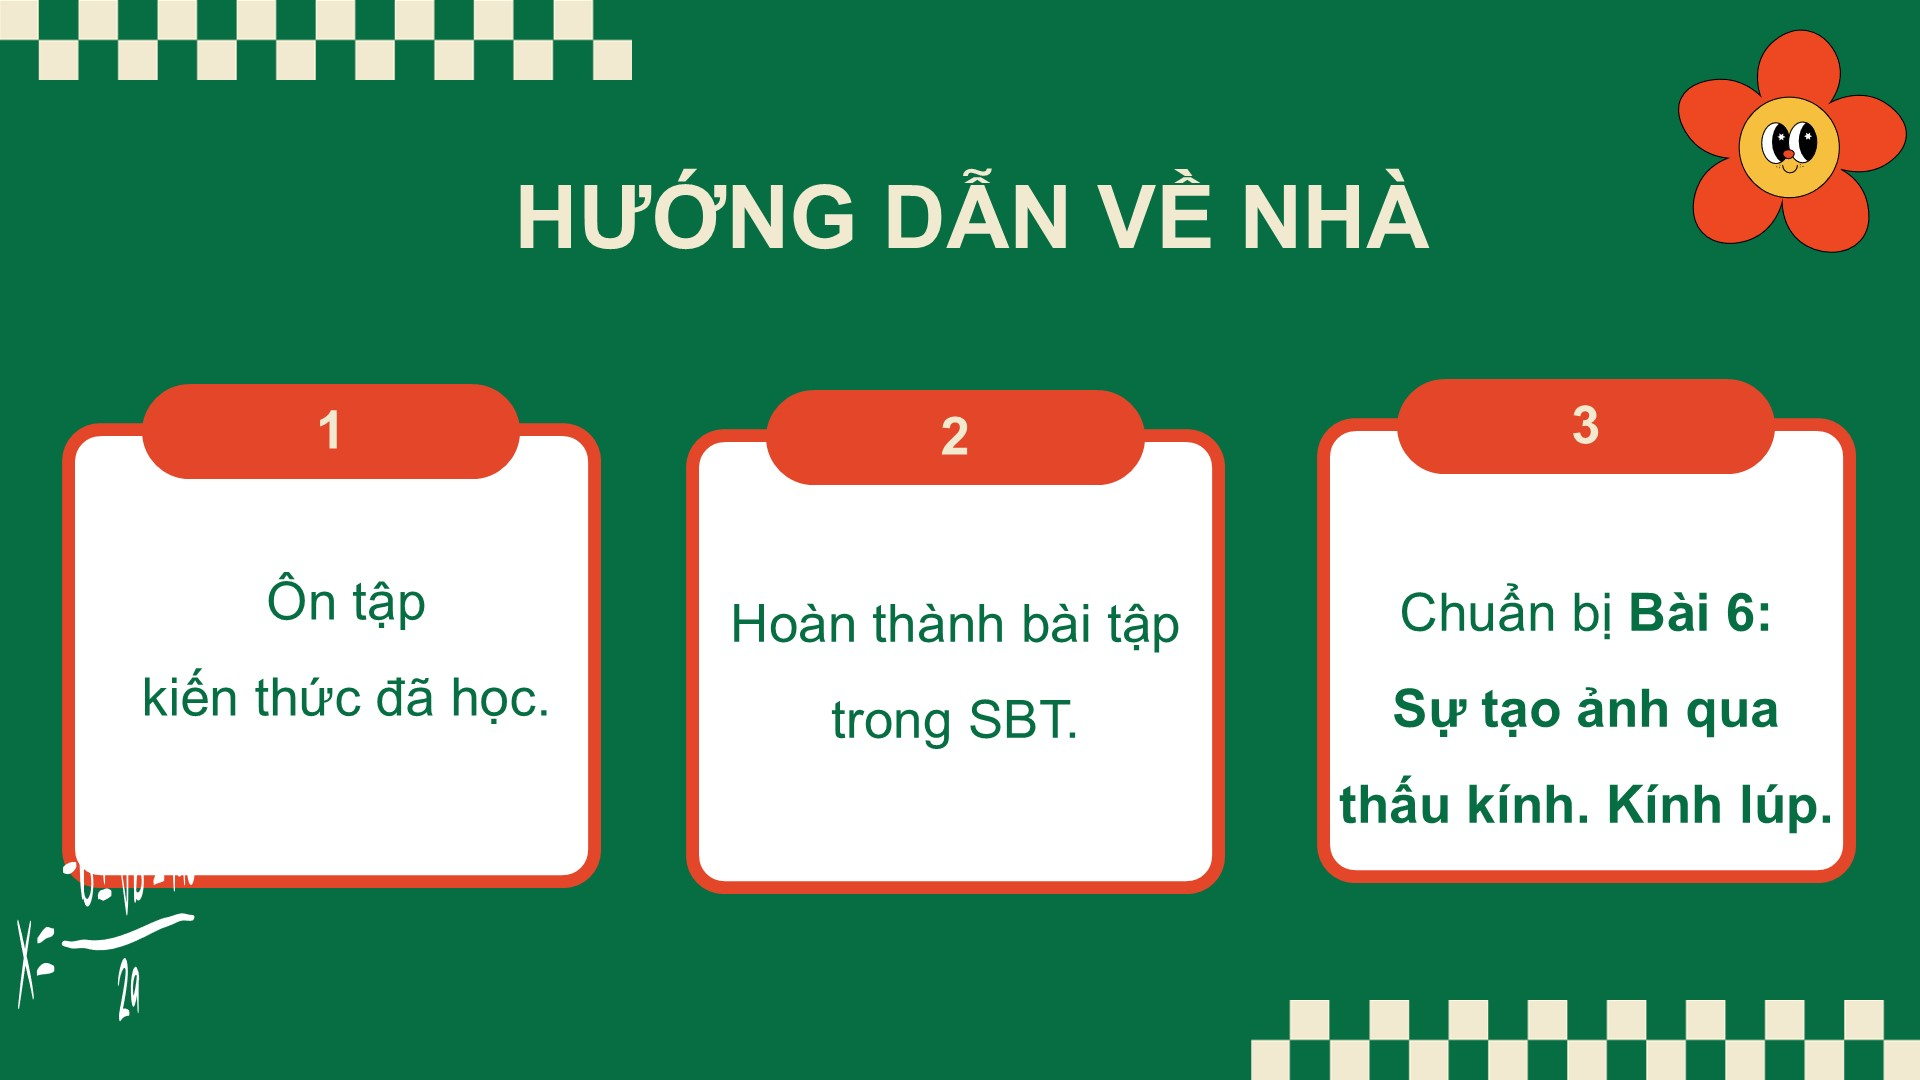 HƯỚNG DẪN VỀ NHÀ
1
Ôn tập
kiến thức đã học.
2
Hoàn thành bài tập
trong SBT.
3
Chuẩn bị Bài 6:
Sự tạo ảnh qua
thấu kính. Kính lúp.
x=
2a